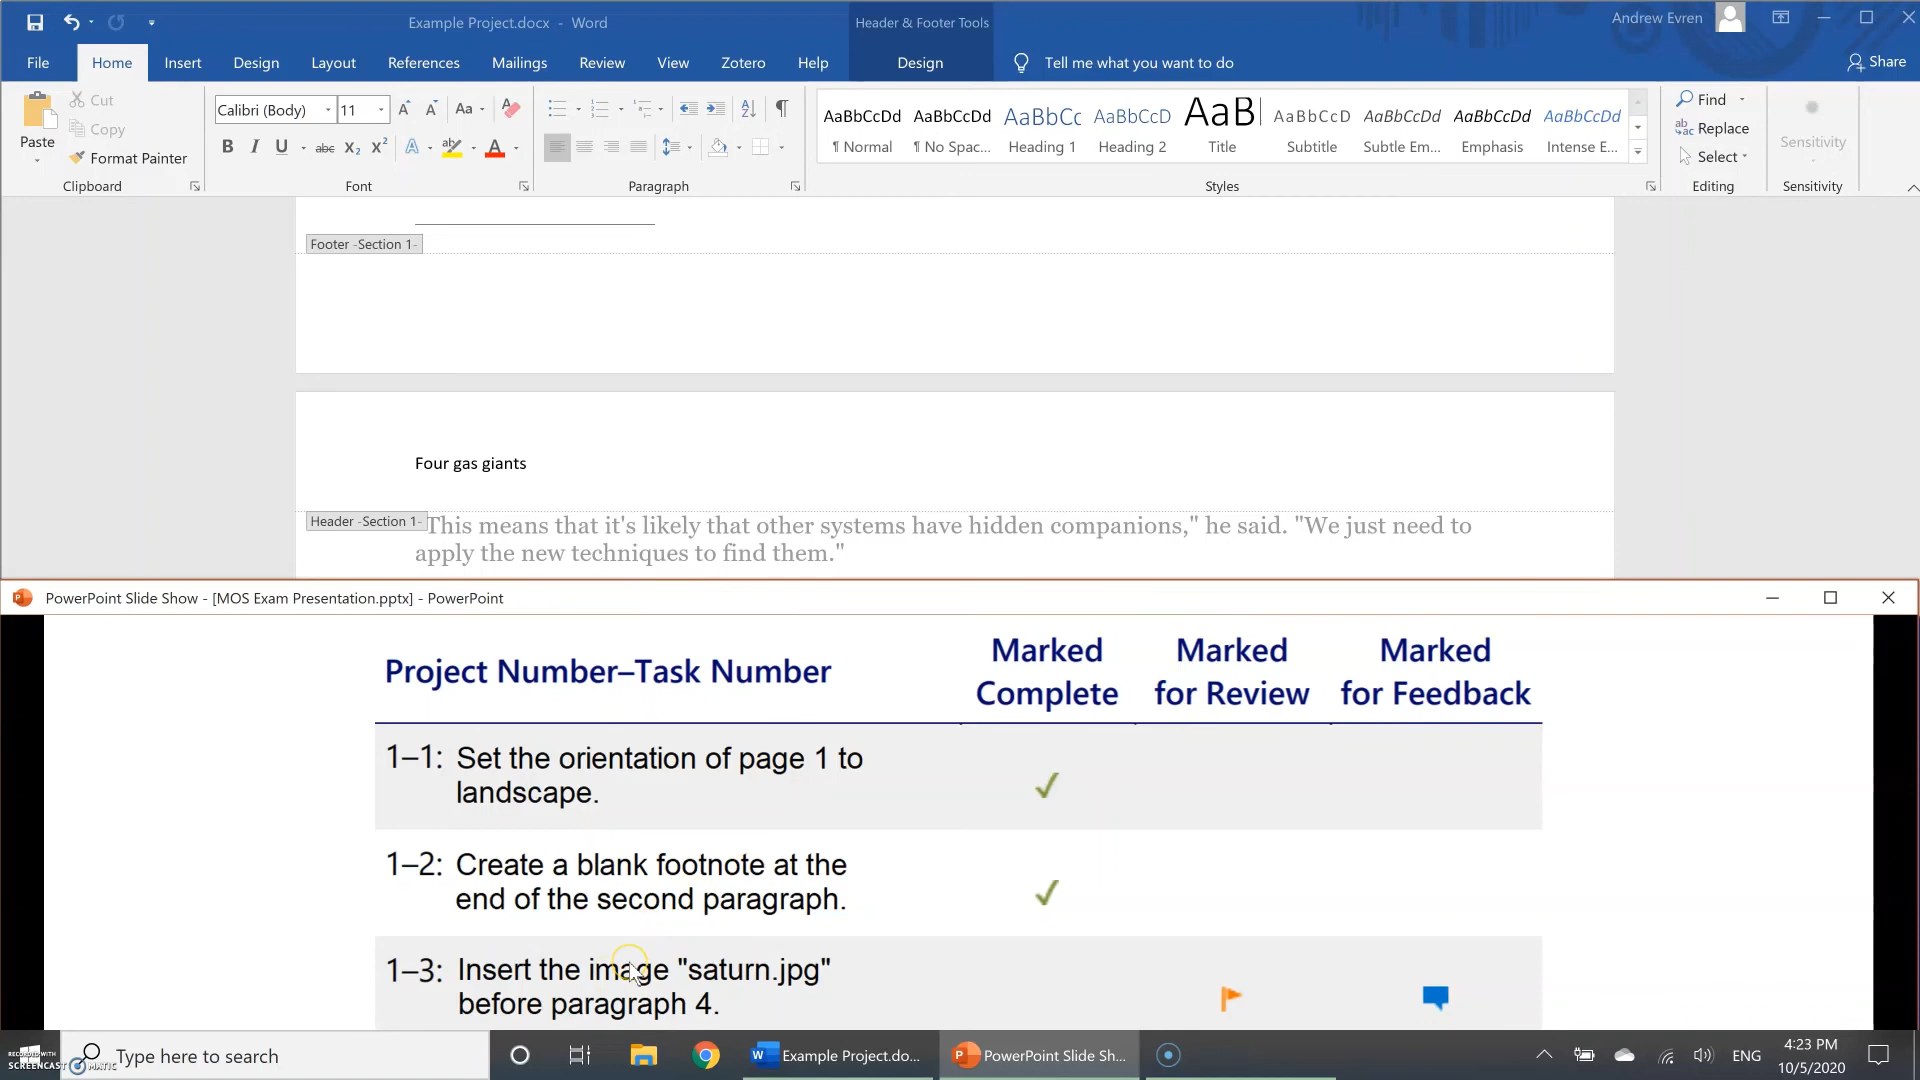 Example Project.docx - Word
Header & Footer Tools
Andrew Evren
File Home Insert Design Layout References Mailings Review View Zotero Help Design Tell me what you want to do Share
Paste
Cut
Copy
Format Painter
Clipboard
Calibri (Body) 11 Aa
B I U abc X₂ X² A ab A
Font
Paragraph
AaBbCcDd AaBbCcDd AaBbCc AaBbCcD AaB AaBbCcD AaBbCcDd AaBbCcDd AaBbCcDd
¶ Normal ¶ No Spac... Heading 1 Heading 2 Title Subtitle Subtle Em... Emphasis Intense E...
Styles
Find
Replace
Select
Editing
Sensitivity
Sensitivity
Footer -Section 1-
Four gas giants
Header -Section 1-
This means that it's likely that other systems have hidden companions," he said. "We just need to
apply the new techniques to find them."
PowerPoint Slide Show - [MOS Exam Presentation.pptx] - PowerPoint
Project Number–Task Number
Marked
Complete
Marked
for Review
Marked
for Feedback
1–1: Set the orientation of page 1 to
landscape.
1–2: Create a blank footnote at the
end of the second paragraph.
1–3: Insert the image "saturn.jpg"
before paragraph 4.
RECORDED WITH
SCREENCAST MATIC
Type here to search
Example Project.do...
PowerPoint Slide Sh...
ENG
4:23 PM
10/5/2020